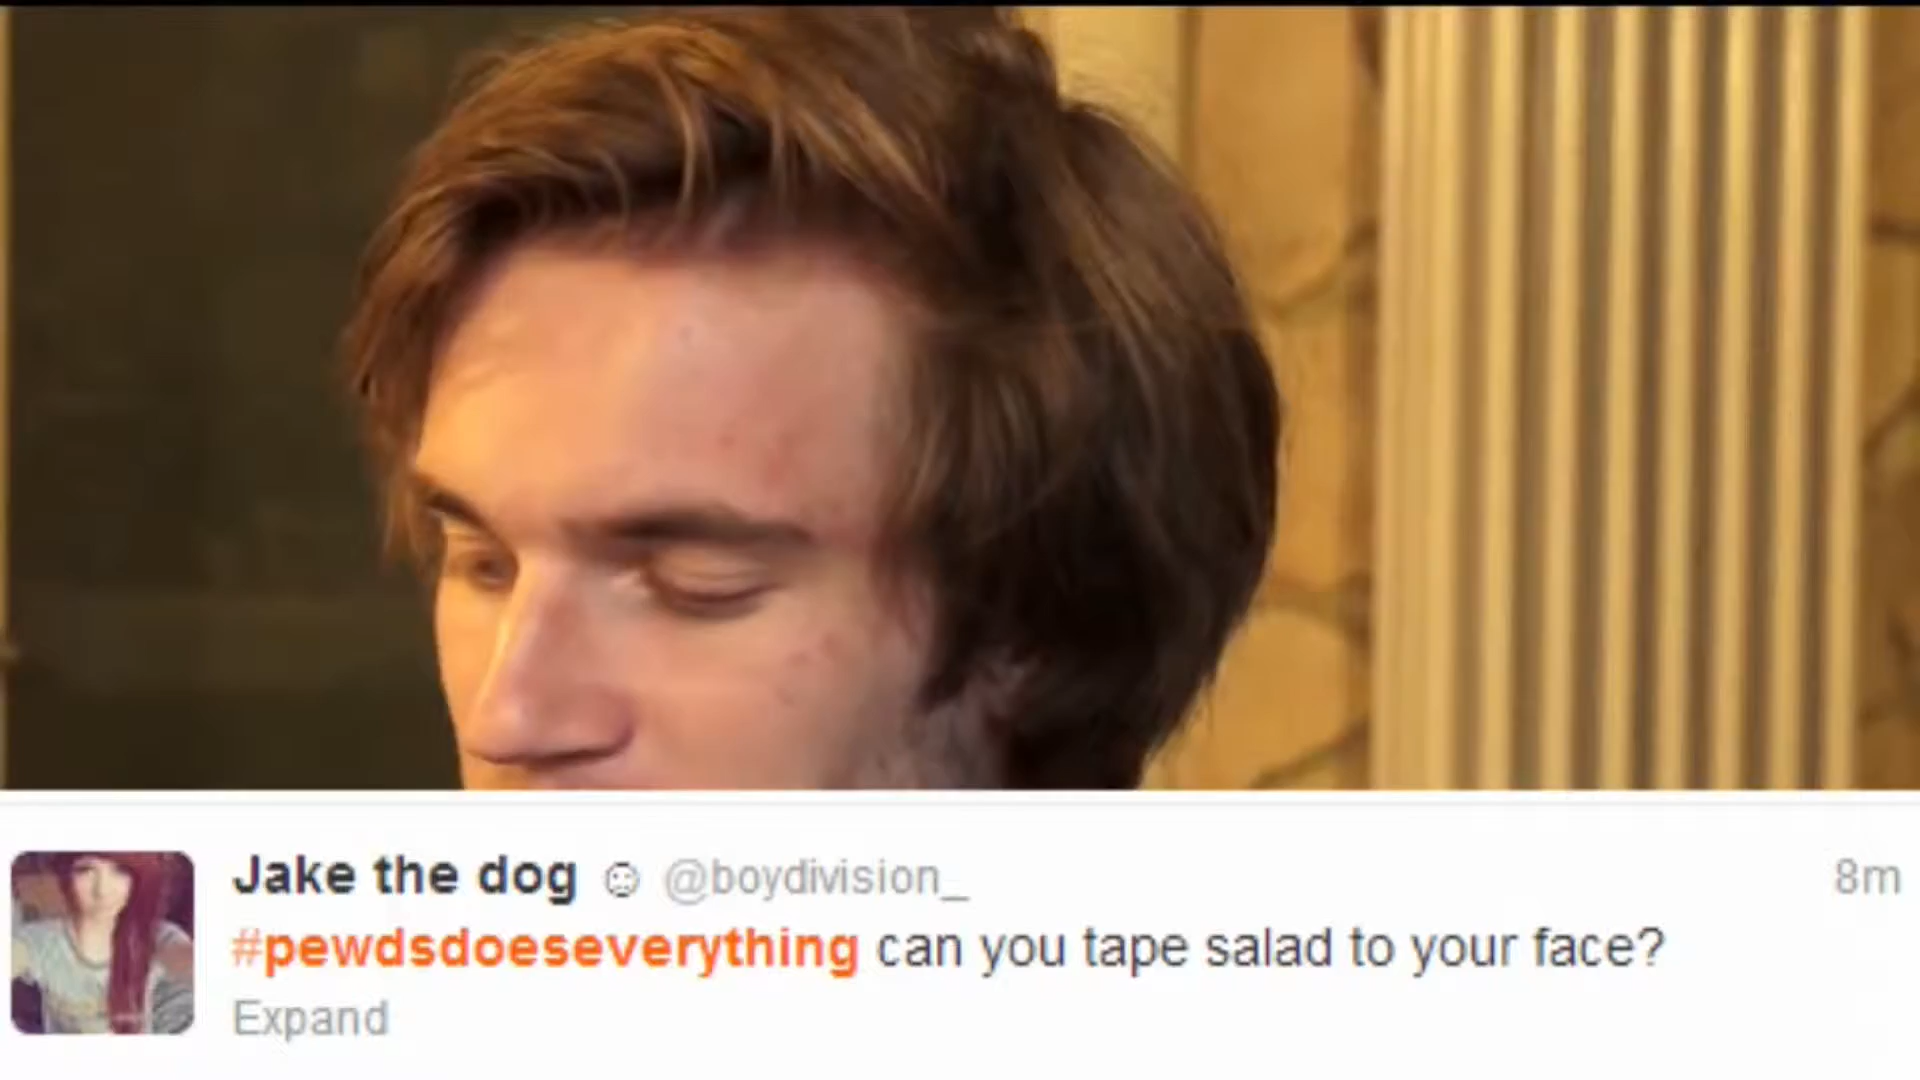 Jake the dog ☺ @boydivision_ 8m
#pewdsdoeseverything can you tape salad to your face?
Expand